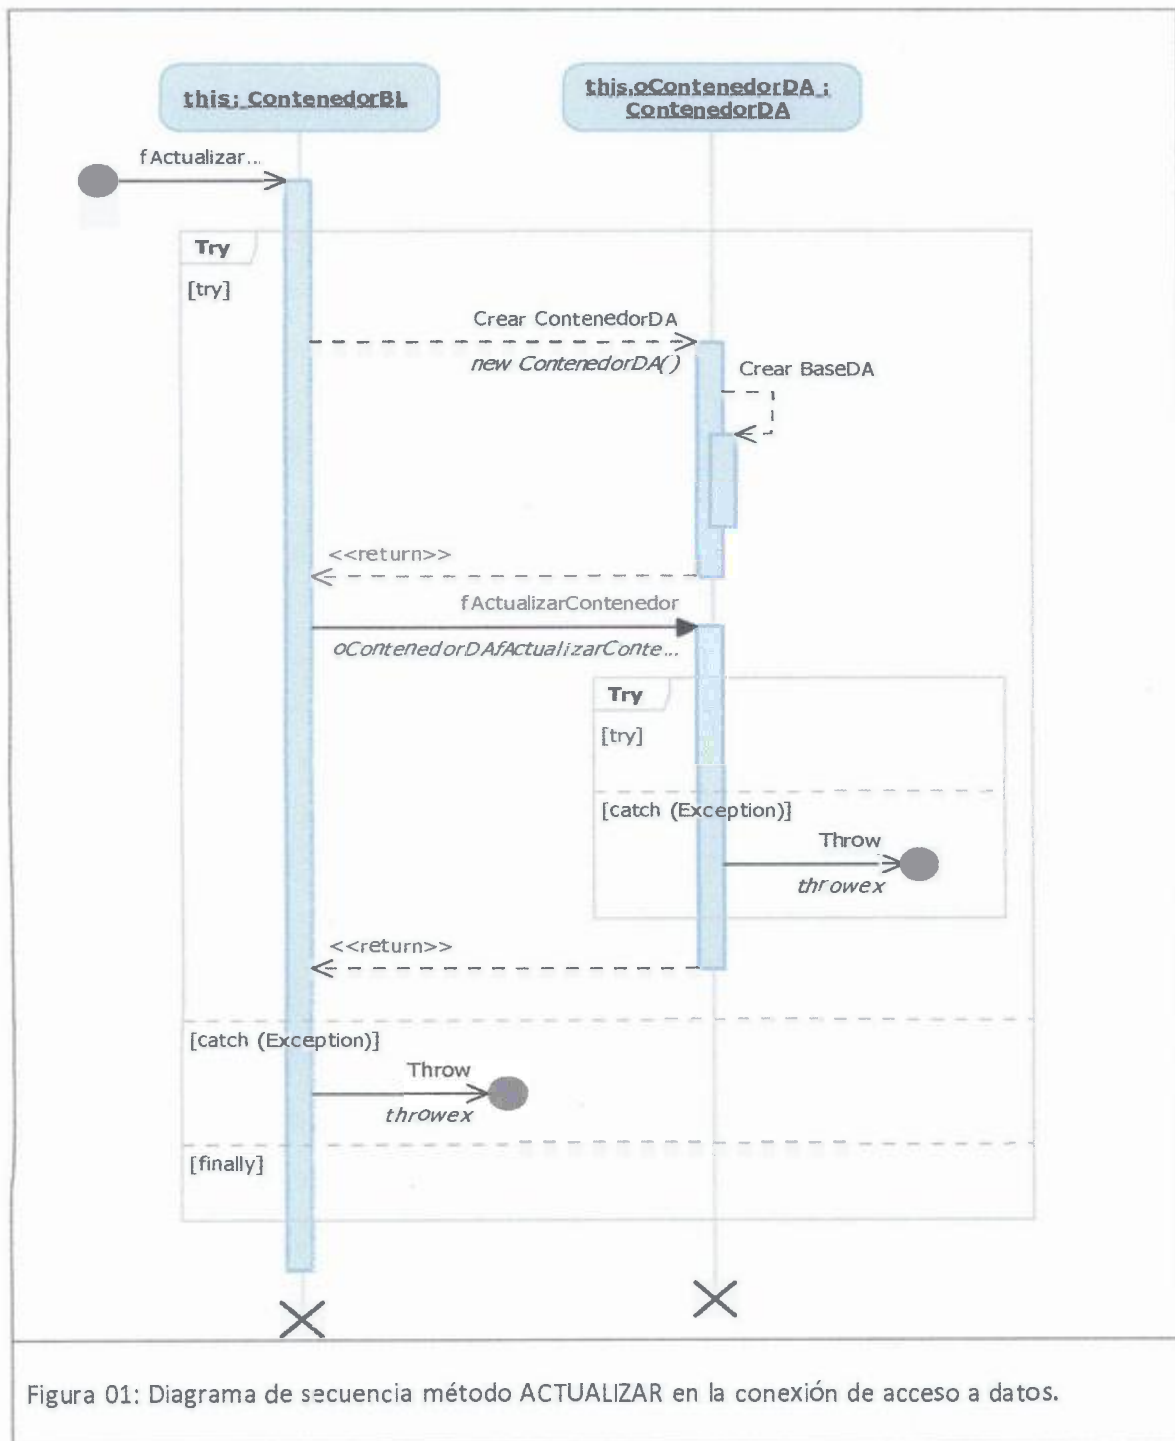 this: ContenedorBL
this.oContenedorDA :
ContenedorDA
fActualizar...
Try
[try]
Crear ContenedorDA
new ContenedorDA()
Crear BaseDA
<<return>>
fActualizarContenedor
oContenedorDAfActualizarConte...
Try
[try]
[catch (Exception)]
Throw
throwex
<<return>>
[catch (Exception)]
Throw
throwex
[finally]
Figura 01: Diagrama de secuencia método ACTUALIZAR en la conexión de acceso a datos.